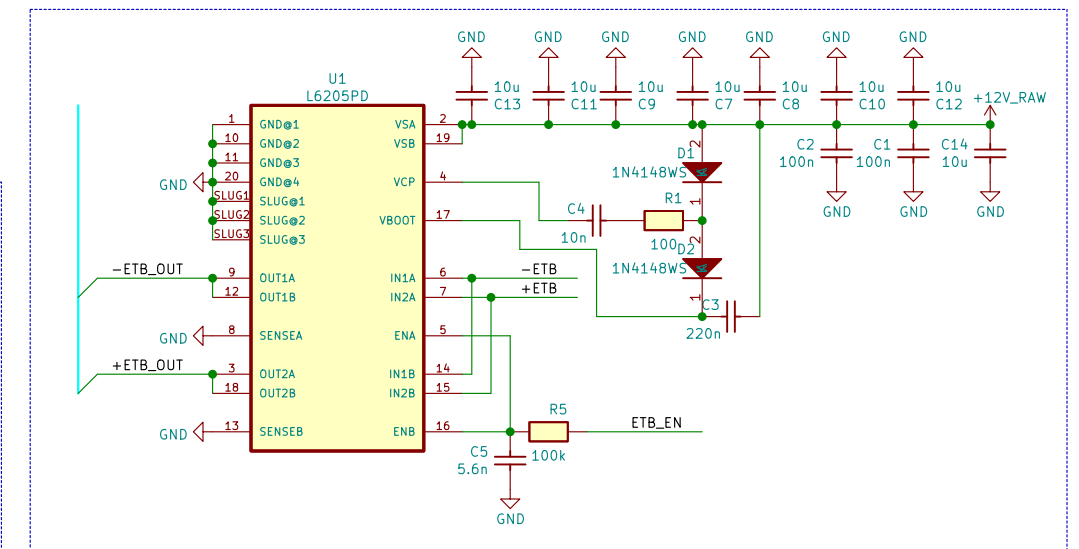 GND GND GND GND GND GND GND
10u 10u 10u 10u 10u 10u 10u
C13 C11 C9 C7 C8 C10 C12
+12V_RAW
U1
L6205PD
1 GND@1 VSA 2
10 GND@2 VSB 19
11 GND@3
GND 20 GND@4 VCP 4
SLUG1 SLUG@1
SLUG2 SLUG@2 VBOOT 17
SLUG3 SLUG@3
-ETB_OUT 9 OUT1A IN1A 6 -ETB
12 OUT1B IN2A 7 +ETB
GND 8 SENSEA ENA 5
+ETB_OUT 3 OUT2A IN1B 14
18 OUT2B IN2B 15
GND 13 SENSEB ENB 16
C2 C1 C14
100n 100n 10u
GND GND GND
2
D1
1N4148WS
A
1
C4 R1
10n 100
2
D2
1N4148WS
A
1
C3
220n
R5
100k
ETB_EN
C5
5.6n
GND